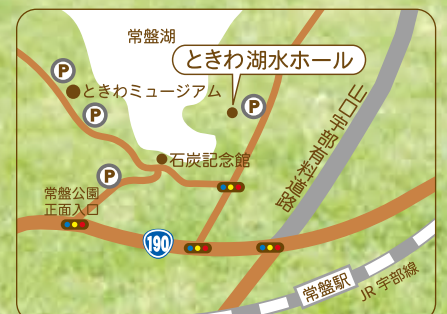 常盤湖
ときわ湖水ホール
P
ときわミュージアム
P
P
P
石炭記念館
山口宇部有料道路
常盤公園
正面入口
190
常盤駅
JR宇部線